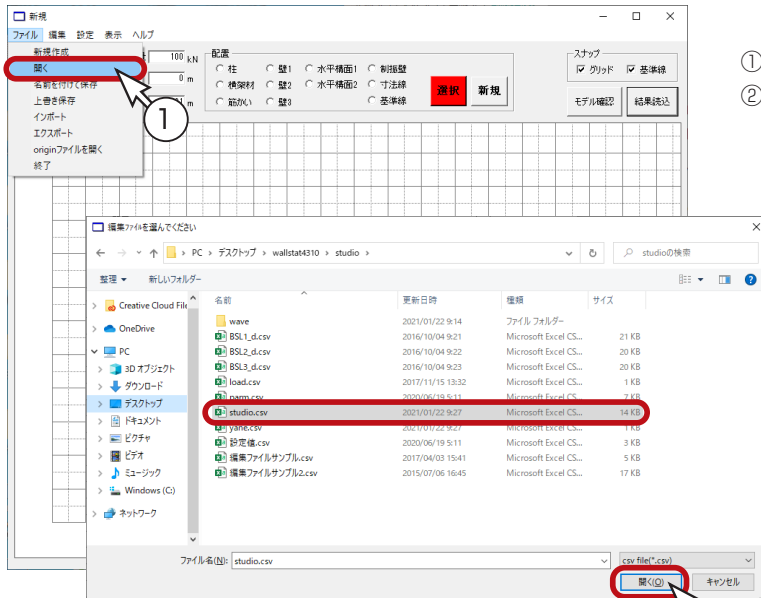 新規
ファイル 編集 設定 表示 ヘルプ
新規作成
開く
名前を付けて保存
上書き保存
インポート
エクスポート
originファイルを開く
終了
100 kN
0 m
m
配置
柱 壁1 水平構面1 制振壁
横架材 壁2 水平構面2 寸法線
筋かい 壁3 基準線
選択 新規
スナップ
グリッド 基準線
モデル確認 結果読込
①
②
1
編集ファイルを選んでください
PC › デスクトップ › wallstat4310 › studio ›
studioの検索
整理 新しいフォルダー
名前 更新日時 種類 サイズ
Creative Cloud File
OneDrive
PC
3D オブジェクト
ダウンロード
デスクトップ
ドキュメント
ピクチャ
ビデオ
ミュージック
Windows (C:)
ネットワーク
wave 2021/01/22 9:14 ファイル フォルダー
BSL1_d.csv 2016/10/04 9:21 Microsoft Excel CS... 21 KB
BSL2_d.csv 2016/10/04 9:22 Microsoft Excel CS... 20 KB
BSL3_d.csv 2016/10/04 9:23 Microsoft Excel CS... 20 KB
load.csv 2017/11/15 13:32 Microsoft Excel CS... 1 KB
parm.csv 2020/06/19 5:11 Microsoft Excel CS... 7 KB
studio.csv 2021/01/22 9:27 Microsoft Excel CS... 14 KB
yane.csv 2021/01/22 9:27 Microsoft Excel CS... 1 KB
設定値.csv 2020/06/19 5:11 Microsoft Excel CS... 3 KB
編集ファイルサンプル.csv 2017/04/03 15:41 Microsoft Excel CS... 5 KB
編集ファイルサンプル2.csv 2015/07/06 16:45 Microsoft Excel CS... 17 KB
ファイル名(N): studio.csv
csv file(*.csv)
開く(O) キャンセル